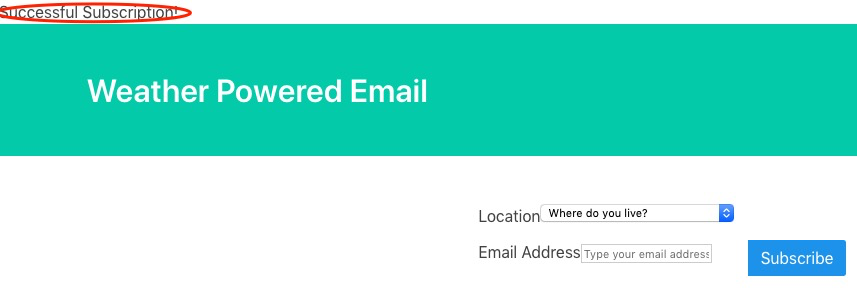 Successful Subscription!
Weather Powered Email
Location Where do you live?
Email Address Type your email address
Subscribe